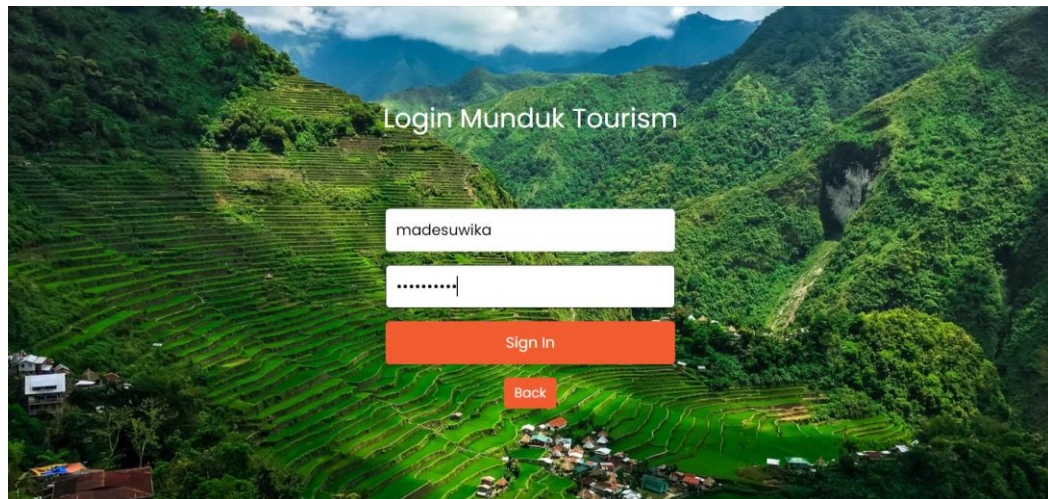 Login Munduk Tourism
madesuwika
••••••••••
Sign In
Back